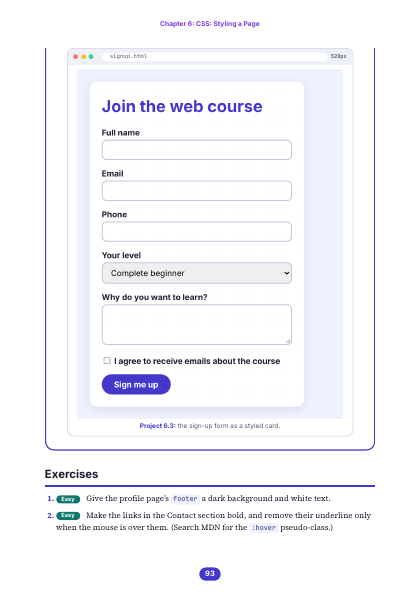 Chapter 6: CSS: Styling a Page
signup.html
520px
Join the web course
Full name
Email
Phone
Your level
Complete beginner
Why do you want to learn?
I agree to receive emails about the course
Sign me up
Project 6.3: the sign-up form as a styled card.
Exercises
1. Easy Give the profile page's footer a dark background and white text.
2. Easy Make the links in the Contact section bold, and remove their underline only
when the mouse is over them. (Search MDN for the :hover pseudo-class.)
93